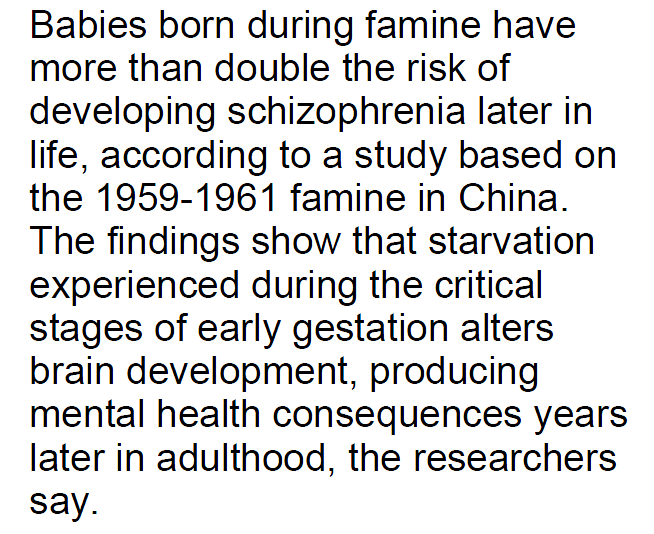 Babies born during famine have
more than double the risk of
developing schizophrenia later in
life, according to a study based on
the 1959-1961 famine in China.
The findings show that starvation
experienced during the critical
stages of early gestation alters
brain development, producing
mental health consequences years
later in adulthood, the researchers
say.